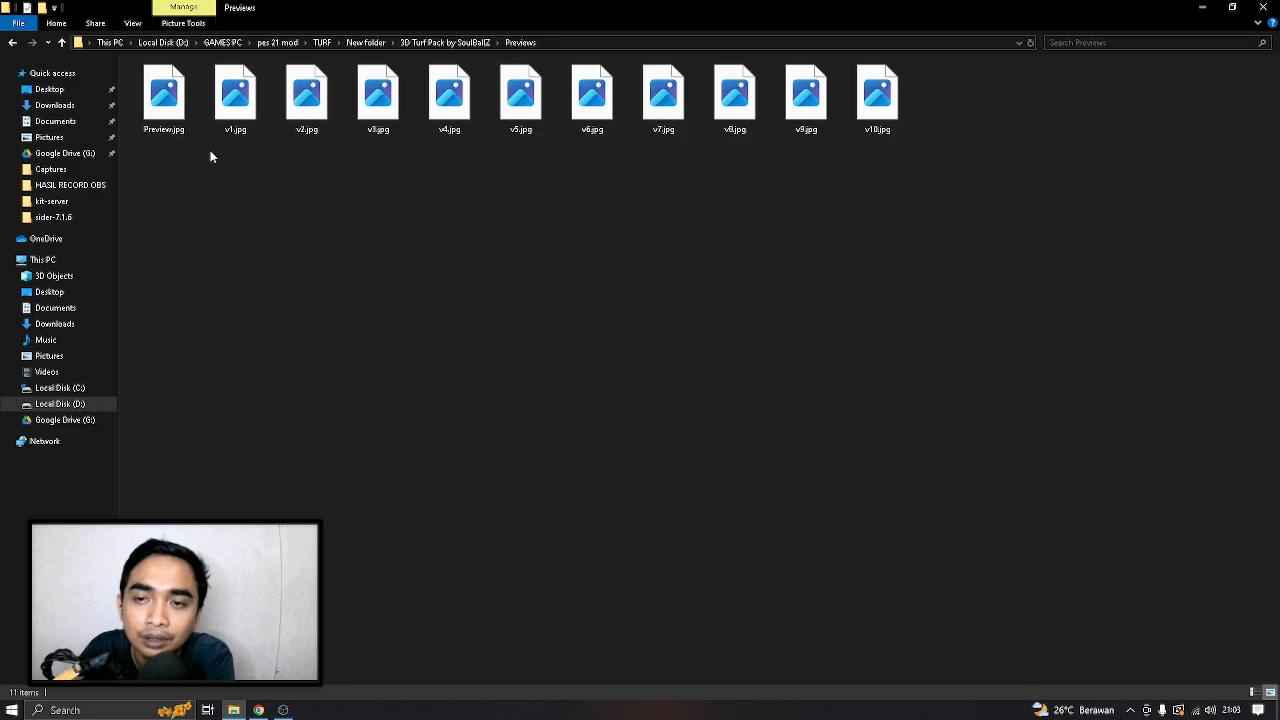 Manage
Previews
File
Home
Share
View
Picture Tools
This PC > Local Disk (D:) > GAMES PC > pes 21 mod > TURF > New folder > 3D Turf Pack by SoulBallZ > Previews
Search Previews
Quick access
Desktop
Downloads
Documents
Pictures
Google Drive (G:)
Captures
HASIL RECORD OBS
kit-server
sider-7.1.6
OneDrive
This PC
3D Objects
Desktop
Documents
Downloads
Music
Pictures
Videos
Local Disk (C:)
Local Disk (D:)
Google Drive (G:)
Network
Preview.jpg
v1.jpg
v2.jpg
v3.jpg
v4.jpg
v5.jpg
v6.jpg
v7.jpg
v8.jpg
v9.jpg
v10.jpg
11 items
Search
26°C Berawan
21:03